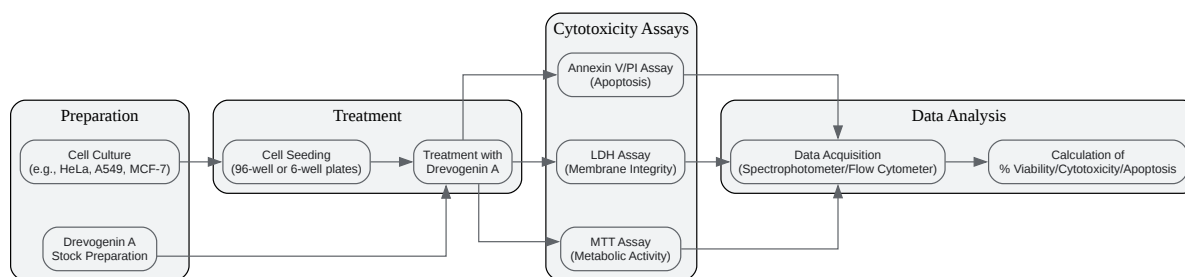 Preparation
Cell Culture
(e.g., HeLa, A549, MCF-7)
Drevogenin A
Stock Preparation
Treatment
Cell Seeding
(96-well or 6-well plates)
Treatment with
Drevogenin A
Cytotoxicity Assays
Annexin V/PI Assay
(Apoptosis)
LDH Assay
(Membrane Integrity)
MTT Assay
(Metabolic Activity)
Data Analysis
Data Acquisition
(Spectrophotometer/Flow Cytometer)
Calculation of
% Viability/Cytotoxicity/Apoptosis